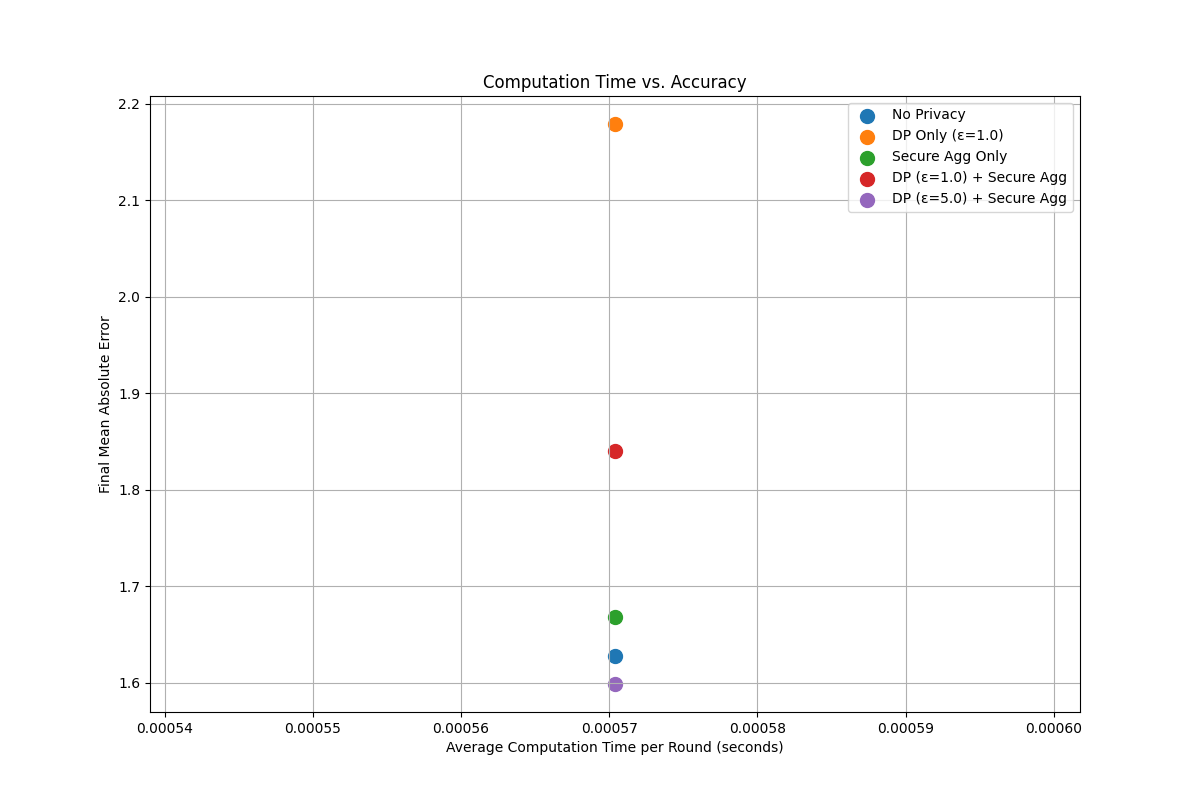 Computation Time vs. Accuracy
No Privacy
DP Only (ε=1.0)
Secure Agg Only
DP (ε=1.0) + Secure Agg
DP (ε=5.0) + Secure Agg
Final Mean Absolute Error
2.2
2.1
2.0
1.9
1.8
1.7
1.6
0.00054 0.00055 0.00056 0.00057 0.00058 0.00059 0.00060
Average Computation Time per Round (seconds)